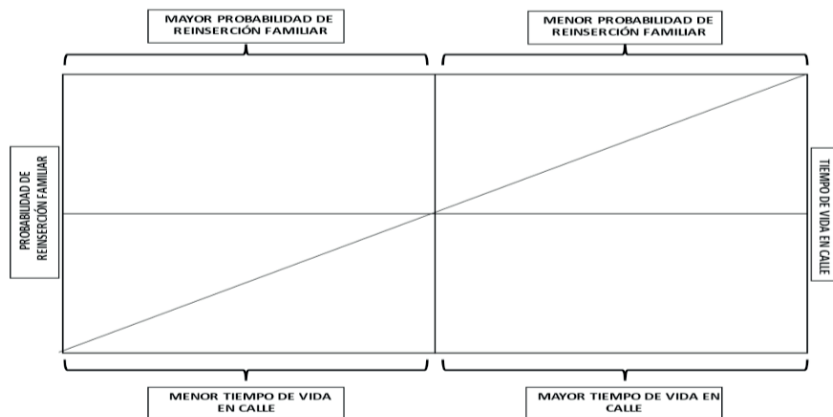 MAYOR PROBABILIDAD DE
REINSERCIÓN FAMILIAR
MENOR PROBABILIDAD DE
REINSERCIÓN FAMILIAR
PROBABILIDAD DE
REINSERCIÓN FAMILIAR
TIEMPO DE VIDA EN CALLE
MENOR TIEMPO DE VIDA
EN CALLE
MAYOR TIEMPO DE VIDA EN
CALLE